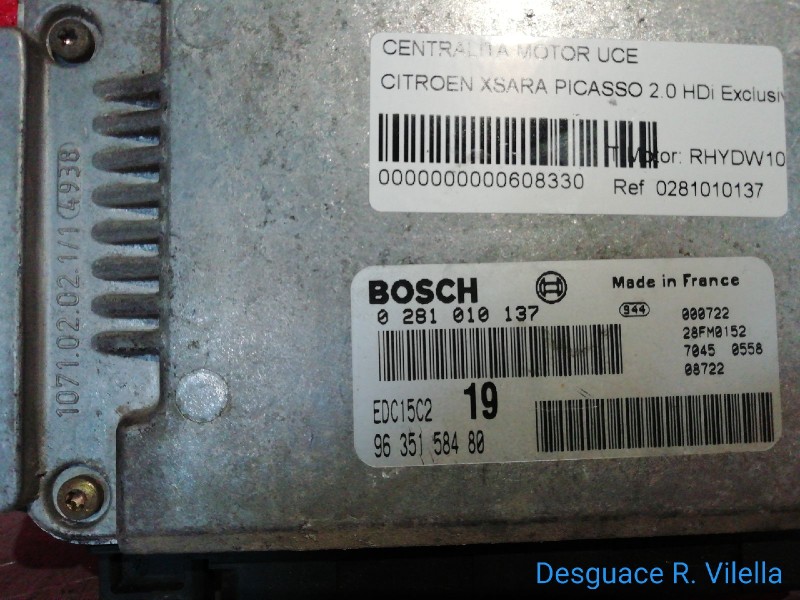 CENTRALITA MOTOR UCE
CITROEN XSARA PICASSO 2.0 HDi Exclusiv
T Motor: RHYDW10
0000000000608330
Ref 0281010137
BOSCH
Made in France
0 281 010 137
944
000722
28FM0152
7045 0558
08722
EDC15C2
19
96 351 584 80
1071.02.02.1/1 (4938)
Desguace R. Vilella